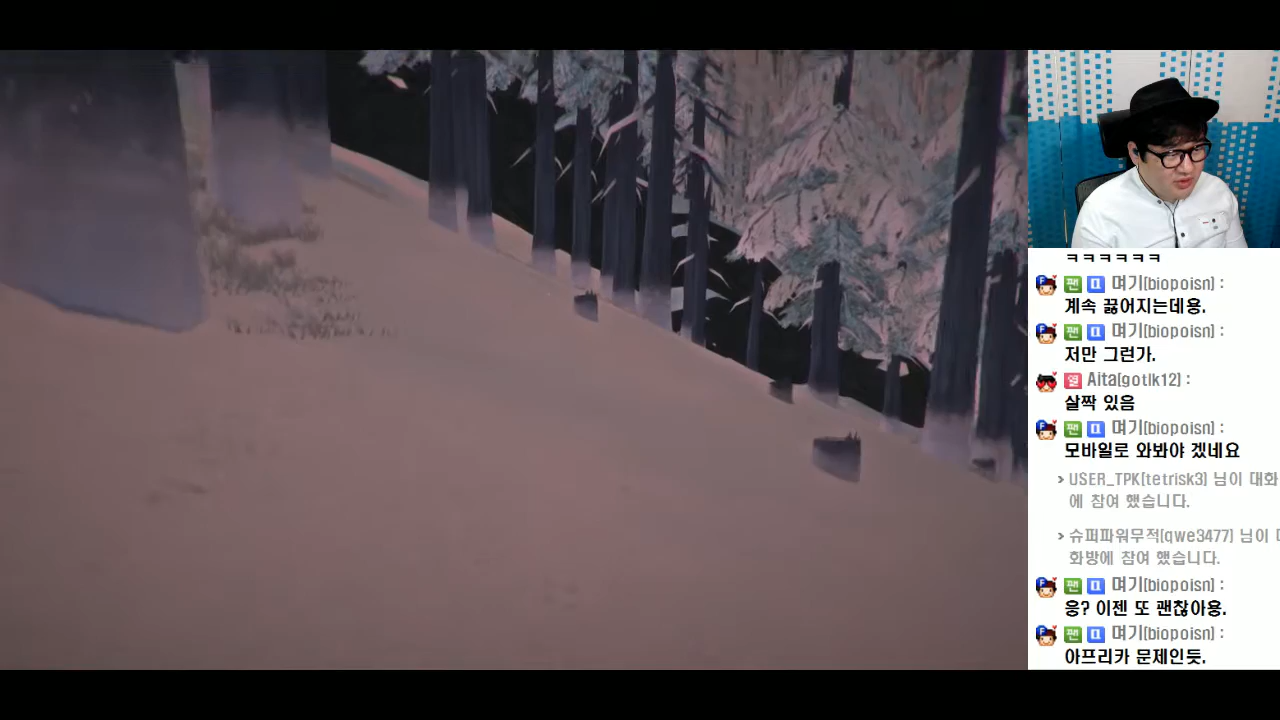 ㅋㅋㅋㅋㅋㅋ
며기(biopoisn) :
계속 끓어지는데용.
며기(biopoisn) :
저만 그런가.
Aita(gotlk12) :
살짝 있음
며기(biopoisn) :
모바일로 와봐야 겠네요
> USER_TPK(tetrisk3) 님이 대화
에 참여 했습니다.
> 슈피파워무적(qwe3477) 님이
화방에 참여 했습니다.
며기(biopoisn) :
응? 이젠 또 괜찮아용.
며기(biopoisn) :
아프리카 문제인듯.